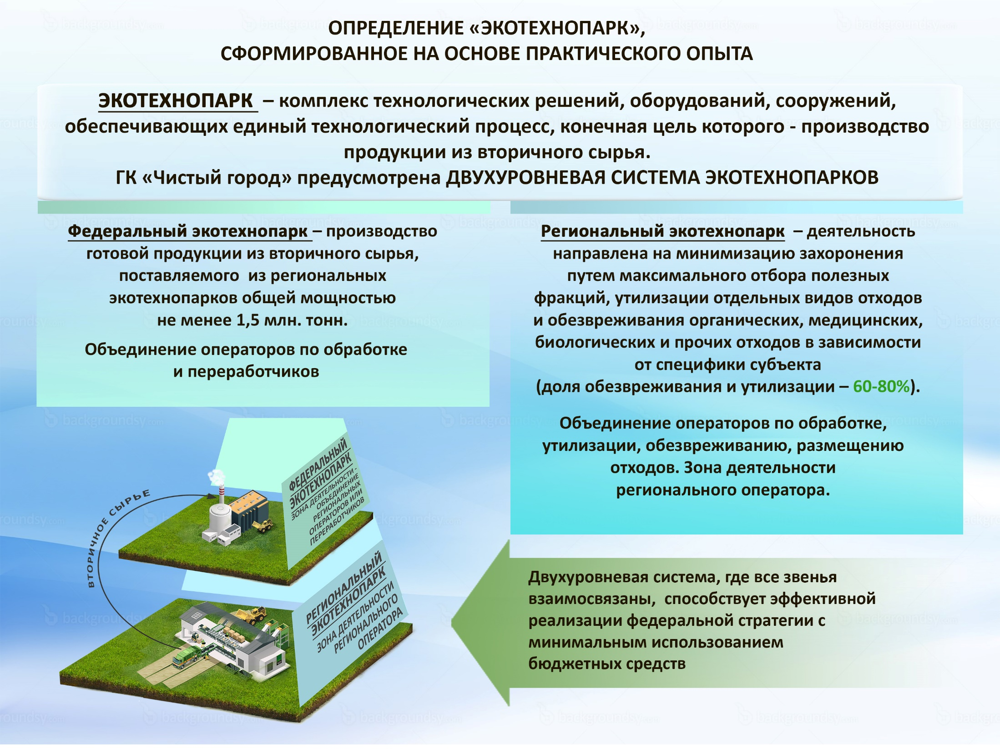 ОПРЕДЕЛЕНИЕ «ЭКОТЕХНОПАРК»,
СФОРМИРОВАННОЕ НА ОСНОВЕ ПРАКТИЧЕСКОГО ОПЫТА
ЭКОТЕХНОПАРК – комплекс технологических решений, оборудований, сооружений,
обеспечивающих единый технологический процесс, конечная цель которого - производство
продукции из вторичного сырья.
ГК «Чистый город» предусмотрена ДВУХУРОВНЕВАЯ СИСТЕМА ЭКОТЕХНОПАРКОВ
Федеральный экотехнопарк – производство
готовой продукции из вторичного сырья,
поставляемого из региональных
экотехнопарков общей мощностью
не менее 1,5 млн. тонн.
Объединение операторов по обработке
и переработчиков
Региональный экотехнопарк – деятельность
направлена на минимизацию захоронения
путем максимального отбора полезных
фракций, утилизации отдельных видов отходов
и обезвреживания органических, медицинских,
биологических и прочих отходов в зависимости
от специфики субъекта
(доля обезвреживания и утилизации – 60-80%).
Объединение операторов по обработке,
утилизации, обезвреживанию, размещению
отходов. Зона деятельности
регионального оператора.
ФЕДЕРАЛЬНЫЙ
ЭКОТЕХНОПАРК
ЗОНА ДЕЯТЕЛЬНОСТИ -
ОБЪЕДИНЕНИЕ
РЕГИОНАЛЬНЫХ
ОПЕРАТОРОВ ИЛИ
ПЕРЕРАБОТЧИКОВ
ВТОРИЧНОЕ СЫРЬЕ
РЕГИОНАЛЬНЫЙ
ЭКОТЕХНОПАРК
ЗОНА ДЕЯТЕЛЬНОСТИ
РЕГИОНАЛЬНОГО
ОПЕРАТОРА
Двухуровневая система, где все звенья
взаимосвязаны, способствует эффективной
реализации федеральной стратегии с
минимальным использованием
бюджетных средств
backgroundsy.com